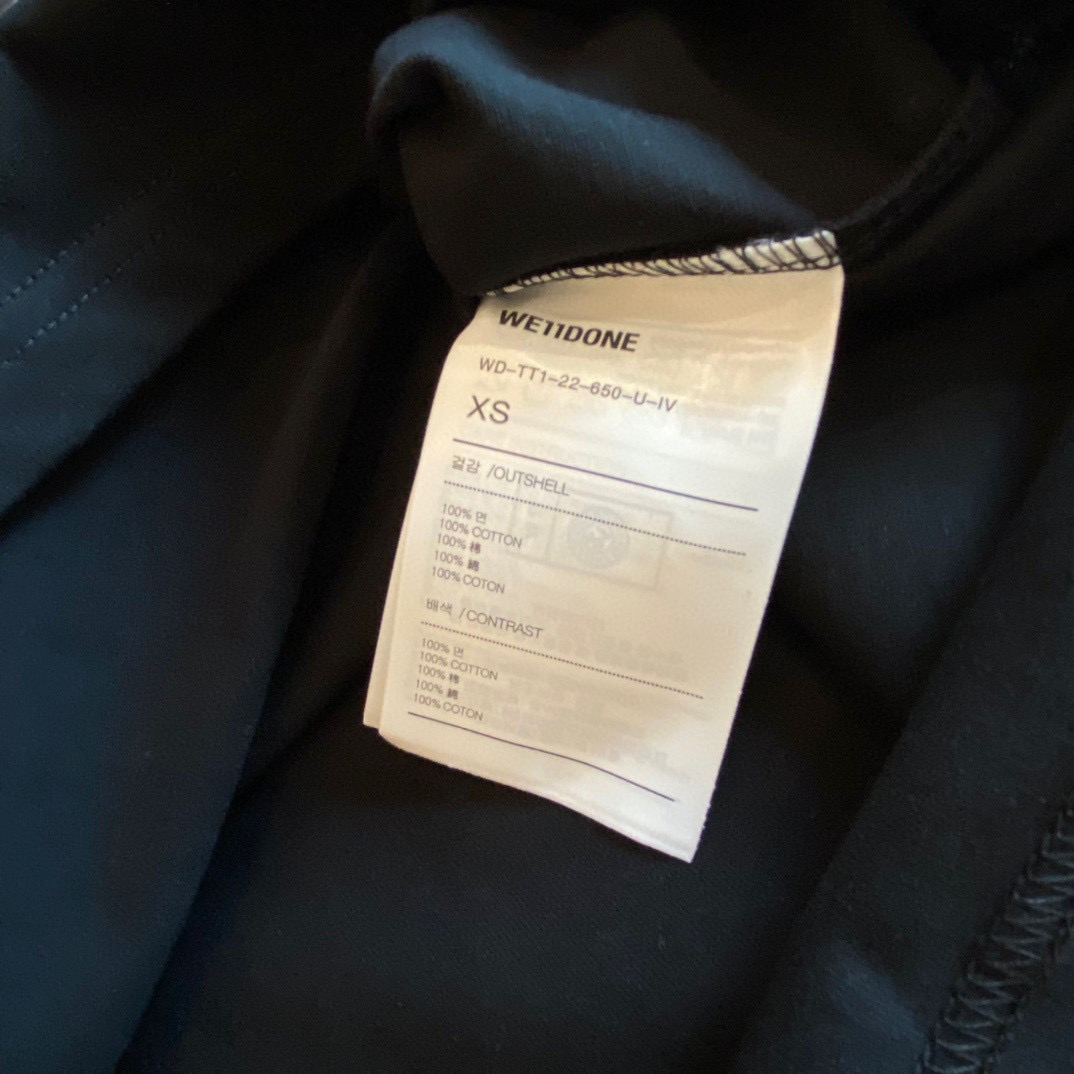 WE11DONE
WD-TT1-22-650-U-IV
XS
겉감 /OUTSHELL
100% 면
100% COTTON
100% 棉
100% 綿
100% COTON
배색 /CONTRAST
100% 면
100% COTTON
100% 棉
100% 綿
100% COTON